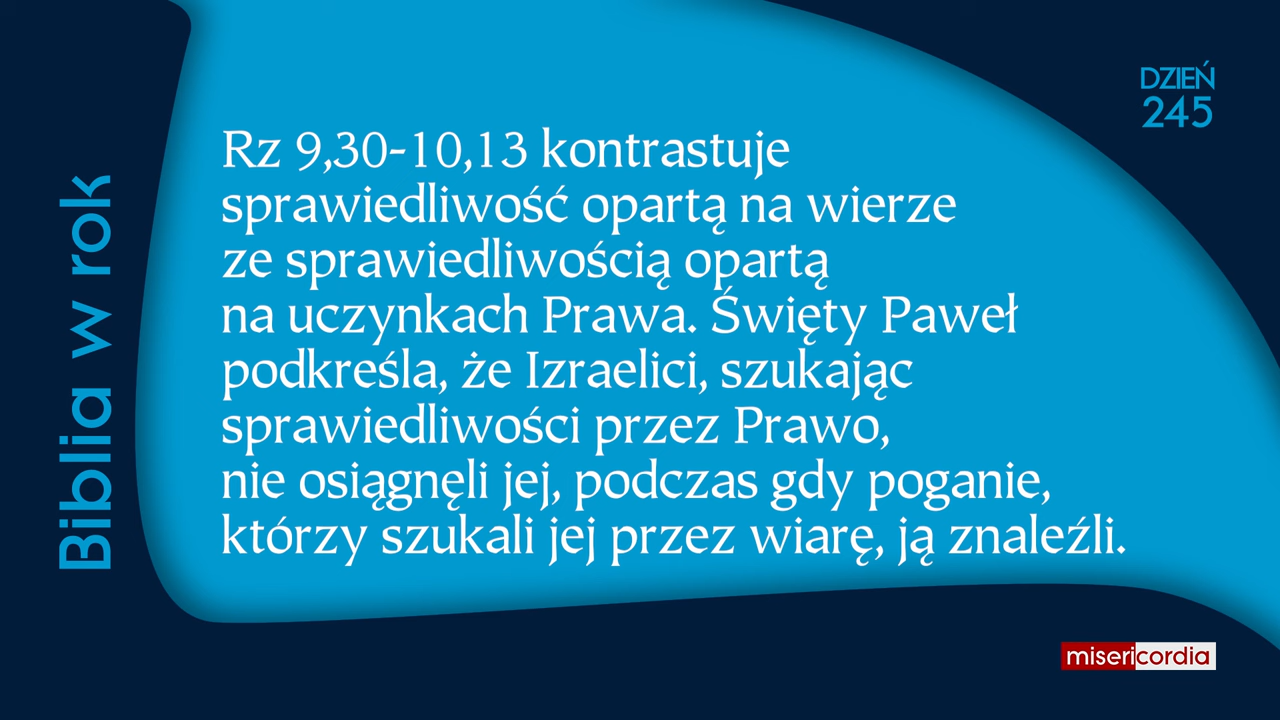 Biblia w rok
DZIEŃ
245
Rz 9,30-10,13 kontrastuje
sprawiedliwość opartą na wierze
ze sprawiedliwością opartą
na uczynkach Prawa. Święty Paweł
podkreśla, że Izraelici, szukając
sprawiedliwości przez Prawo,
nie osiągnęli jej, podczas gdy poganie,
którzy szukali jej przez wiarę, ją znaleźli.
misericordia